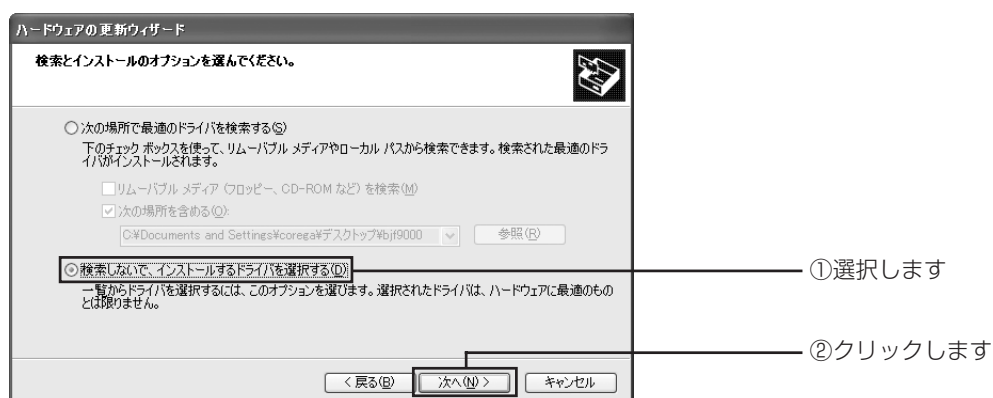 ハードウェアの更新ウィザード
検索とインストールのオプションを選んでください。
○次の場所で最適のドライバを検索する(S)
下のチェック ボックスを使って、リムーバブル メディアやローカル パスから検索できます。検索された最適のドラ
イバがインストールされます。
リムーバブル メディア (フロッピー、CD-ROM など) を検索(M)
次の場所を含める(O):
C:¥Documents and Settings¥corega¥デスクトップ¥bjf9000
参照(R)
検索しないで、インストールするドライバを選択する(D)
①選択します
一覧からドライバを選択するには、このオプションを選びます。選択されたドライバは、ハードウェアに最適のもの
とは限りません。
②クリックします
< 戻る(B)
次へ(N) >
キャンセル